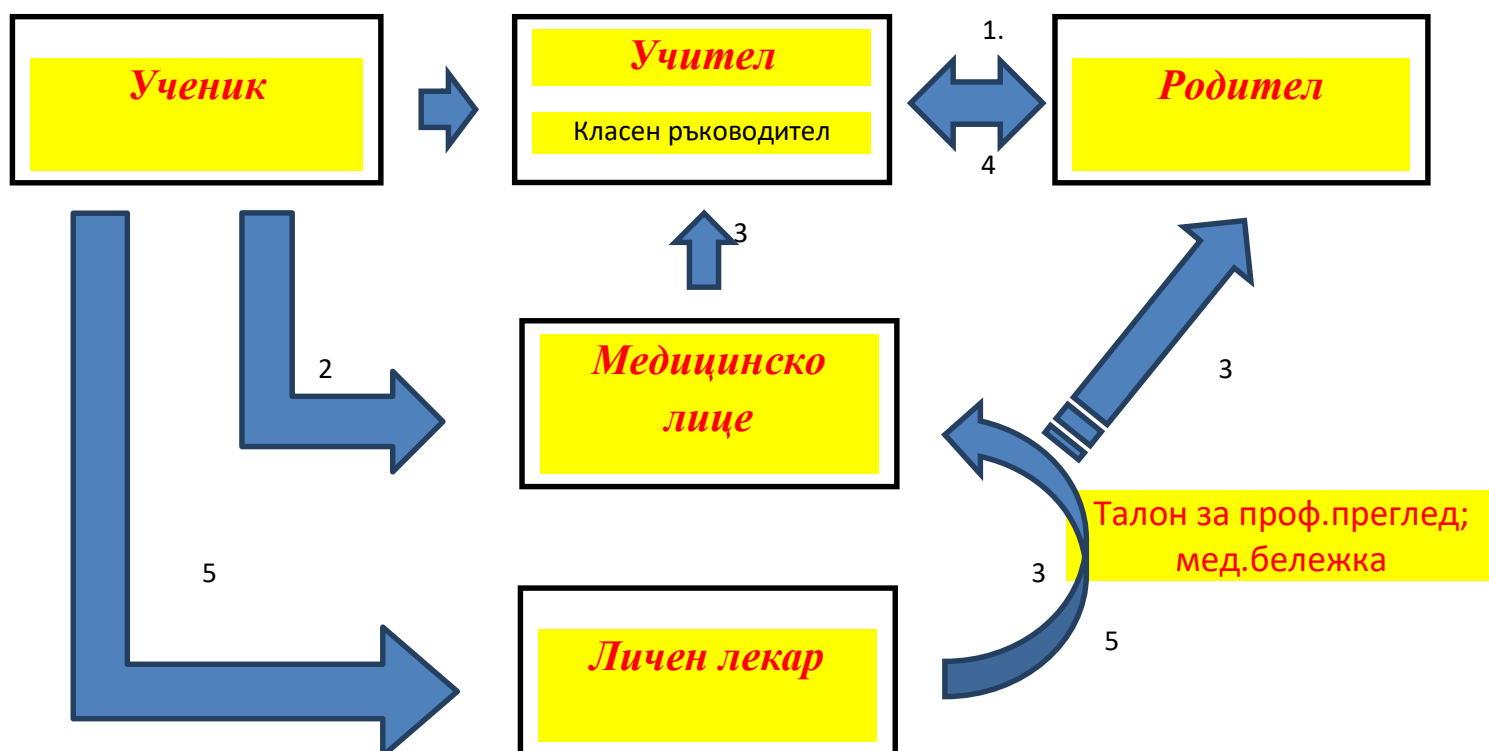 1.
Ученик
Учител
Родител
Класен ръководител
4
3
Медицинско
лице
2
3
Талон за проф.преглед;
мед.бележка
5
3
Личен лекар
5